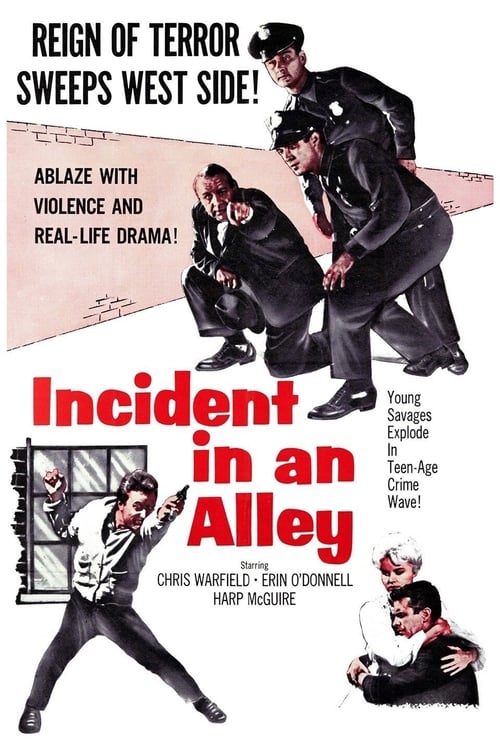 REIGN OF TERROR
SWEEPS WEST SIDE!
ABLAZE WITH
VIOLENCE AND
REAL-LIFE DRAMA!
Incident
in an
Alley
Young
Savages
Explode
In
Teen-Age
Crime
Wave!
Starring
CHRIS WARFIELD · ERIN O'DONNELL
HARP McGUIRE